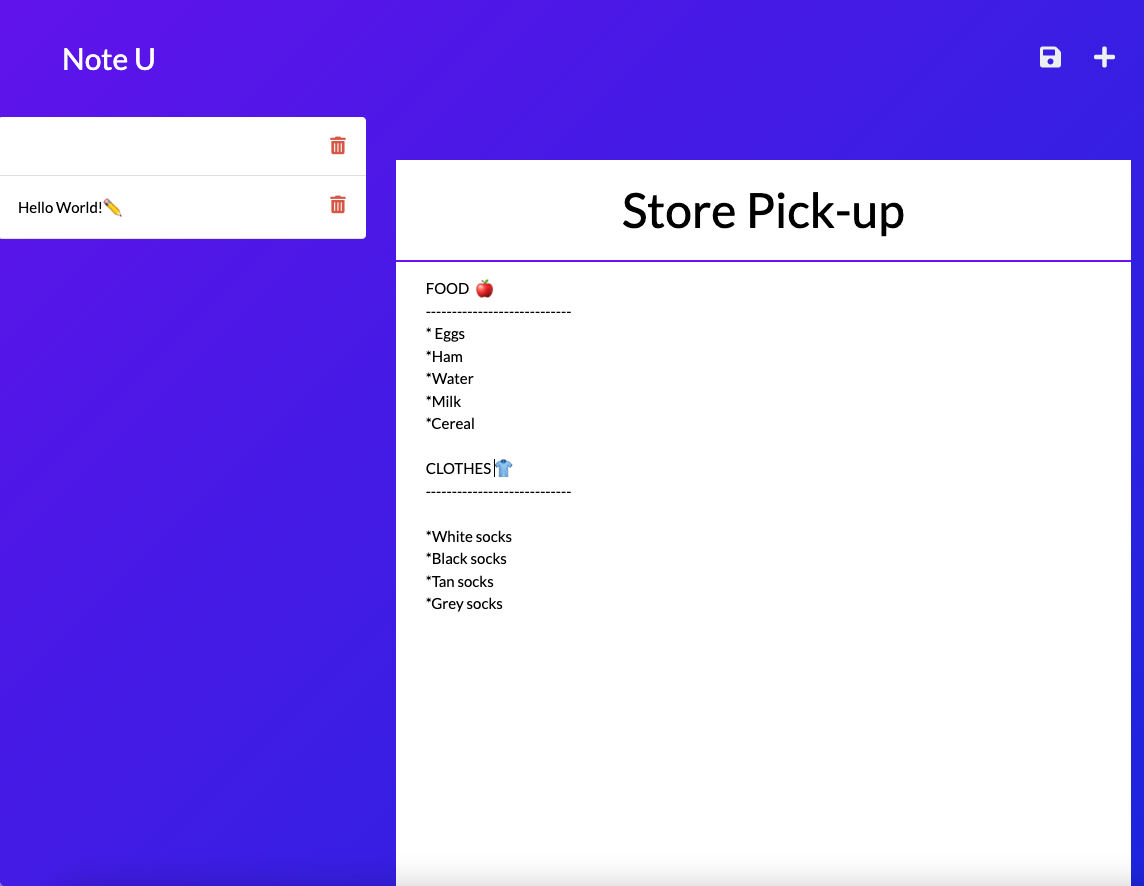 Note U
Hello World!✏️
Store Pick-up
FOOD 🍎
----------------------------
* Eggs
*Ham
*Water
*Milk
*Cereal
CLOTHES 👕
----------------------------
*White socks
*Black socks
*Tan socks
*Grey socks